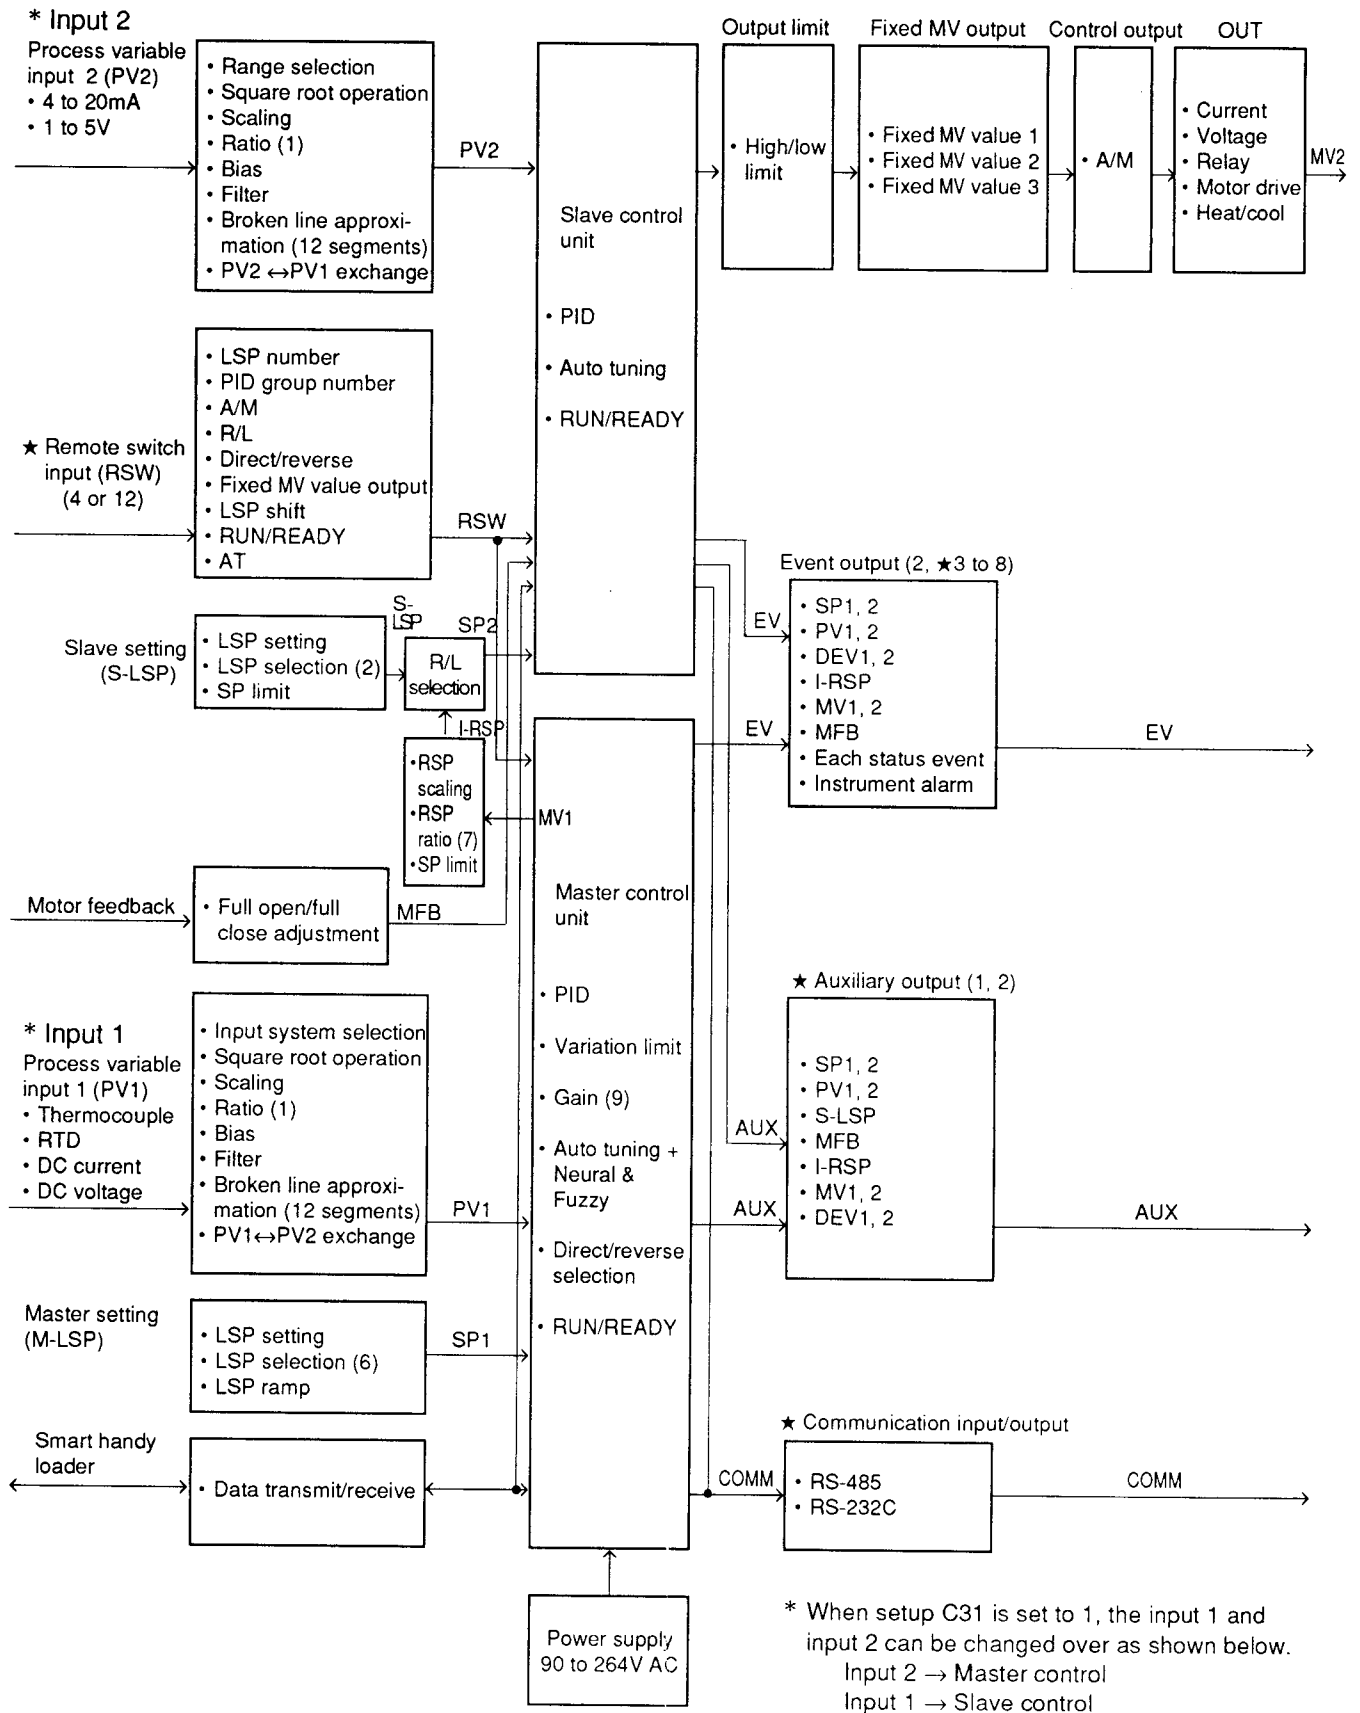 * Input 2
Process variable
input 2 (PV2)
• 4 to 20mA
• 1 to 5V
• Range selection
• Square root operation
• Scaling
• Ratio (1)
• Bias
• Filter
• Broken line approxi-
mation (12 segments)
• PV2 ↔PV1 exchange
PV2
Slave control
unit
• PID
• Auto tuning
• RUN/READY
Output limit
• High/low
limit
Fixed MV output
• Fixed MV value 1
• Fixed MV value 2
• Fixed MV value 3
Control output
• A/M
OUT
• Current
• Voltage
• Relay
• Motor drive
• Heat/cool
MV2
★ Remote switch
input (RSW)
(4 or 12)
• LSP number
• PID group number
• A/M
• R/L
• Direct/reverse
• Fixed MV value output
• LSP shift
• RUN/READY
• AT
RSW
Slave setting
(S-LSP)
• LSP setting
• LSP selection (2)
• SP limit
S-
LSP
R/L
selection
SP2
I-RSP
•RSP
scaling
•RSP
ratio (7)
•SP limit
MV1
Motor feedback
• Full open/full
close adjustment
MFB
* Input 1
Process variable
input 1 (PV1)
• Thermocouple
• RTD
• DC current
• DC voltage
• Input system selection
• Square root operation
• Scaling
• Ratio (1)
• Bias
• Filter
• Broken line approxi-
mation (12 segments)
• PV1↔PV2 exchange
PV1
Master setting
(M-LSP)
• LSP setting
• LSP selection (6)
• LSP ramp
SP1
Smart handy
loader
• Data transmit/receive
Master control
unit
• PID
• Variation limit
• Gain (9)
• Auto tuning +
Neural &
Fuzzy
• Direct/reverse
selection
• RUN/READY
Power supply
90 to 264V AC
EV
EV
Event output (2, ★3 to 8)
• SP1, 2
• PV1, 2
• DEV1, 2
• I-RSP
• MV1, 2
• MFB
• Each status event
• Instrument alarm
EV
AUX
AUX
★ Auxiliary output (1, 2)
• SP1, 2
• PV1, 2
• S-LSP
• MFB
• I-RSP
• MV1, 2
• DEV1, 2
AUX
COMM
★ Communication input/output
• RS-485
• RS-232C
COMM
* When setup C31 is set to 1, the input 1 and
input 2 can be changed over as shown below.
Input 2 → Master control
Input 1 → Slave control